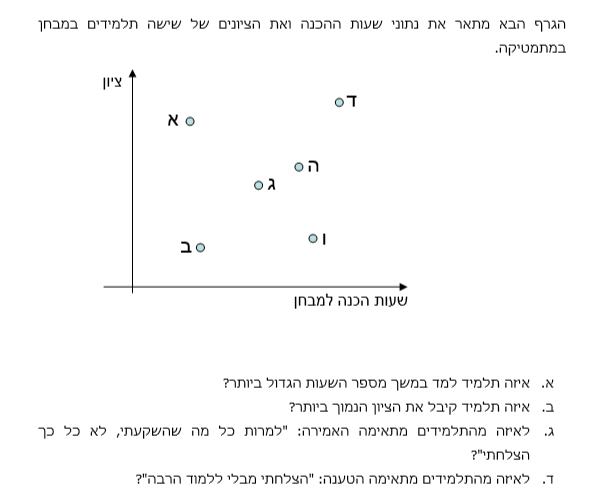 הגרף הבא מתאר את נתוני שעות ההכנה ואת הציונים של שישה תלמידים במבחן
במתמטיקה.
ציון
ד
א
ה
ג
ו
ב
שעות הכנה למבחן
א. איזה תלמיד למד במשך מספר השעות הגדול ביותר?
ב. איזה תלמיד קיבל את הציון הנמוך ביותר?
ג. לאיזה מהתלמידים מתאימה האמירה: "למרות כל מה שהשקעתי, לא כל כך
הצלחתי"?
ד. לאיזה מהתלמידים מתאימה הטענה: "הצלחתי מבלי ללמוד הרבה"?